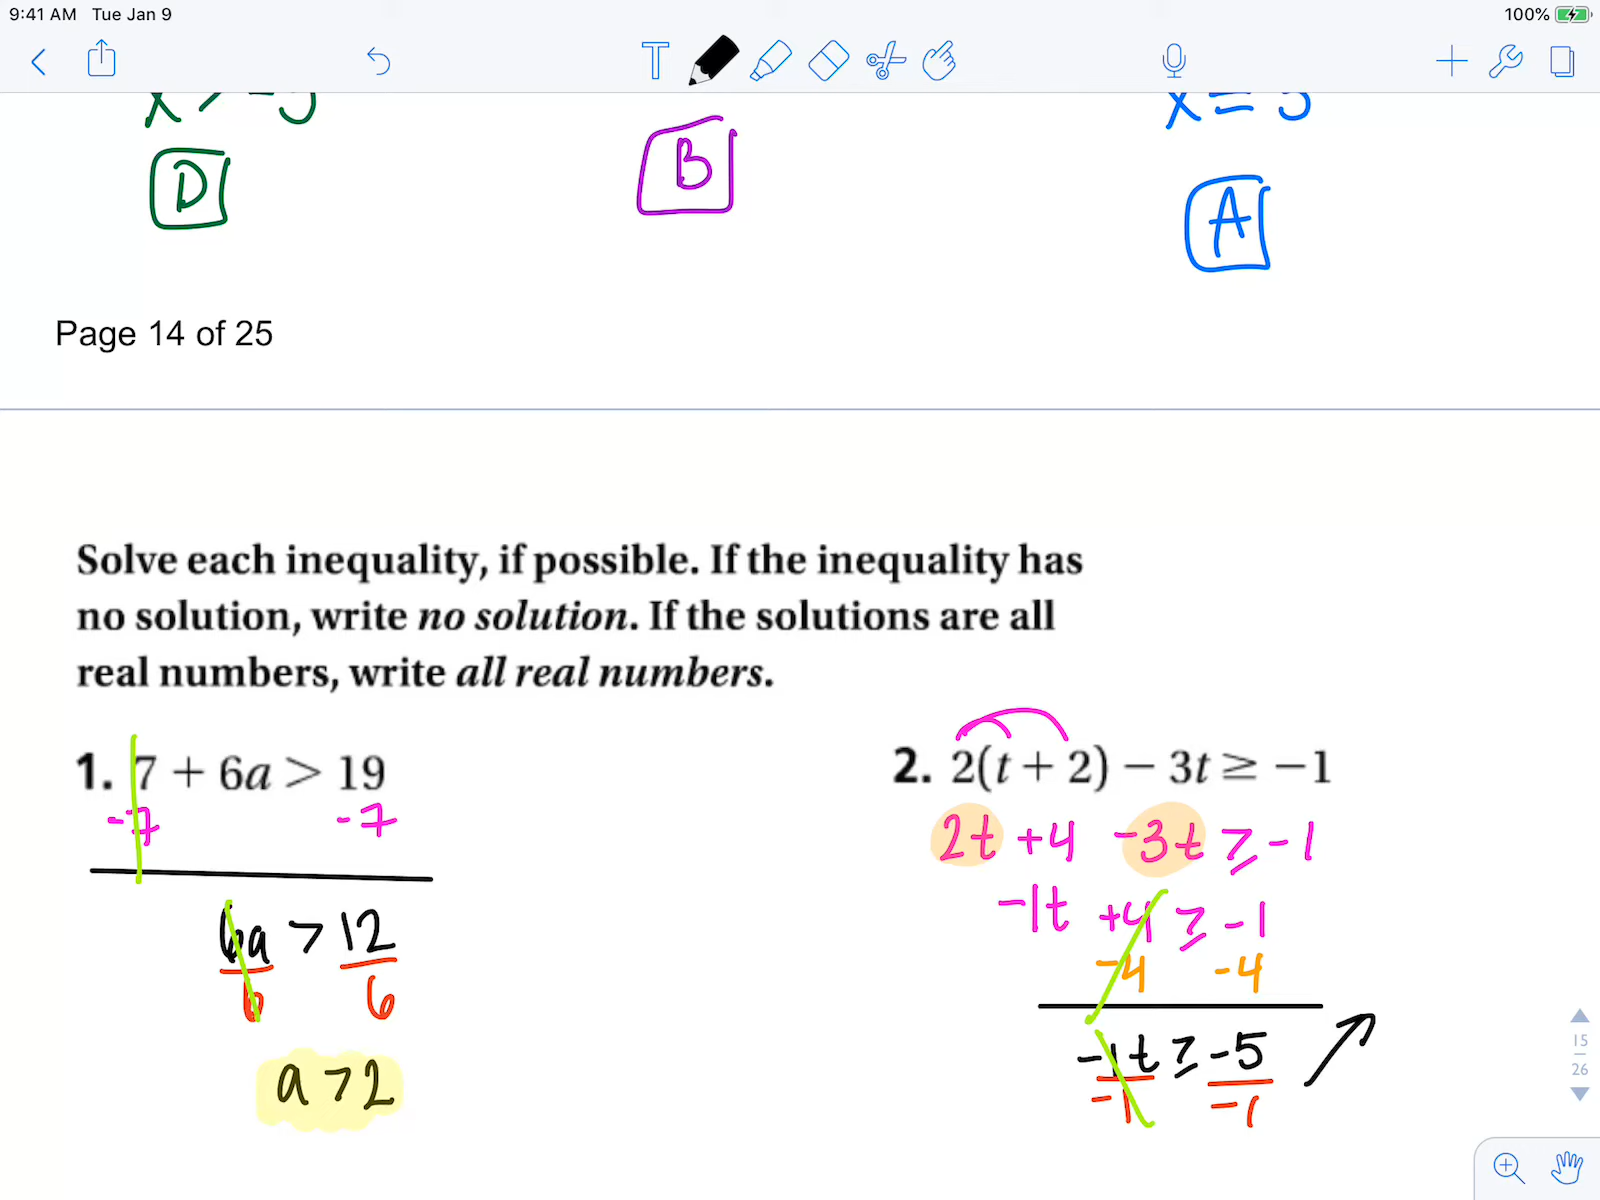 9:41 AM Tue Jan 9 100%
T
D
B
A
Page 14 of 25
Solve each inequality, if possible. If the inequality has
no solution, write no solution. If the solutions are all
real numbers, write all real numbers.
1. 7 + 6a > 19
-7 -7
6a > 12
6 6
a > 2
2. 2(t + 2) − 3t ≥ −1
2t +4 -3t ≥ -1
-1t +4 ≥ -1
-4 -4
-1t ≥ -5
-1 -1
15
26